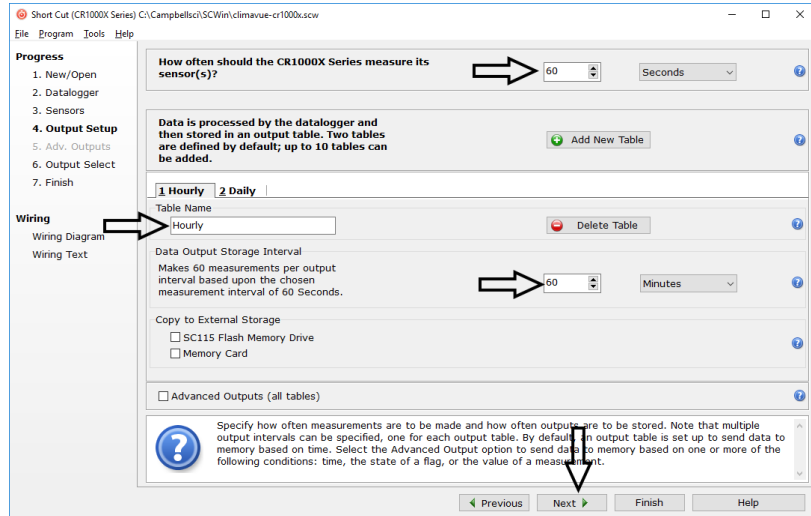 Short Cut (CR1000X Series) C:\Campbellsci\SCWin\climavue-cr1000x.scw
File Program Tools Help
Progress
1. New/Open
2. Datalogger
3. Sensors
4. Output Setup
5. Adv. Outputs
6. Output Select
7. Finish
Wiring
Wiring Diagram
Wiring Text
How often should the CR1000X Series measure its
sensor(s)?
60
Seconds
Data is processed by the datalogger and
then stored in an output table. Two tables
are defined by default; up to 10 tables can
be added.
Add New Table
1 Hourly 2 Daily
Table Name
Hourly
Delete Table
Data Output Storage Interval
Makes 60 measurements per output
interval based upon the chosen
measurement interval of 60 Seconds.
60
Minutes
Copy to External Storage
SC115 Flash Memory Drive
Memory Card
Advanced Outputs (all tables)
Specify how often measurements are to be made and how often outputs are to be stored. Note that multiple
output intervals can be specified, one for each output table. By default, an output table is set up to send data to
memory based on time. Select the Advanced Output option to send data to memory based on one or more of the
following conditions: time, the state of a flag, or the value of a measurement.
Previous
Next
Finish
Help